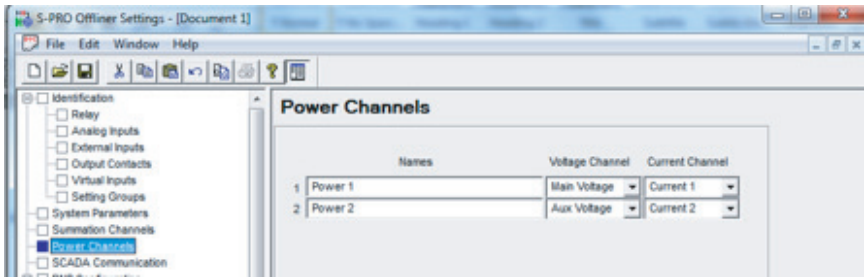 S-PRO Offliner Settings - [Document 1]
File Edit Window Help
Identification
Relay
Analog Inputs
External Inputs
Output Contacts
Virtual Inputs
Setting Groups
System Parameters
Summation Channels
Power Channels
SCADA Communication
Power Channels
Names Voltage Channel Current Channel
1 Power 1 Main Voltage Current 1
2 Power 2 Aux Voltage Current 2